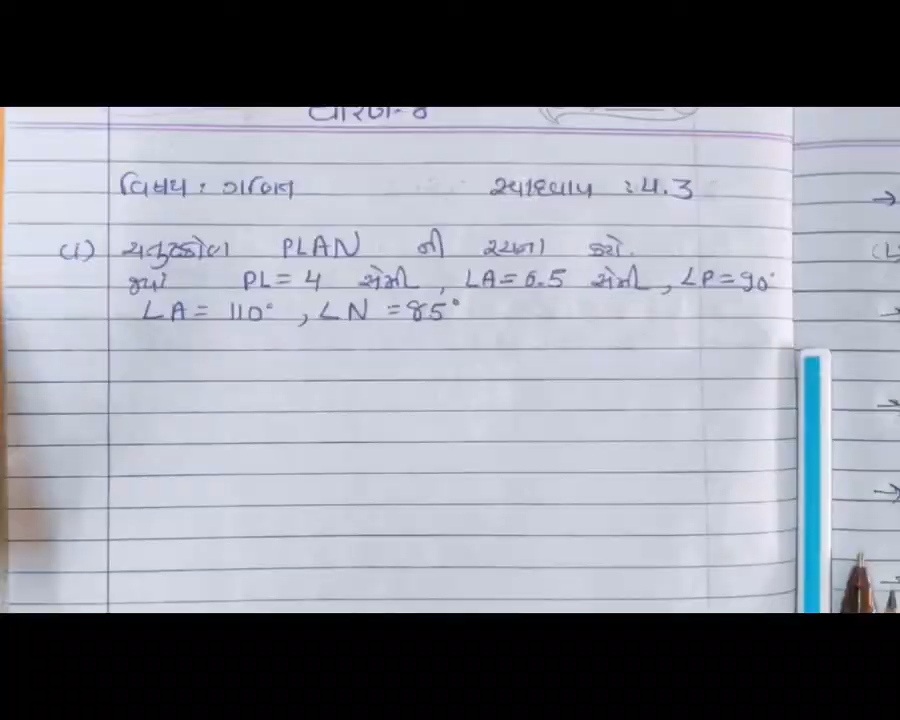 ધોરણ-8
વિષય : ગણિત સ્વાધ્યાય : 4.3
(1) ચતુષ્કોણ PLAN ની રચના કરો.
જ્યાં PL = 4 સેમી, LA = 6.5 સેમી, ∠P = 90°
∠A = 110°, ∠N = 85°